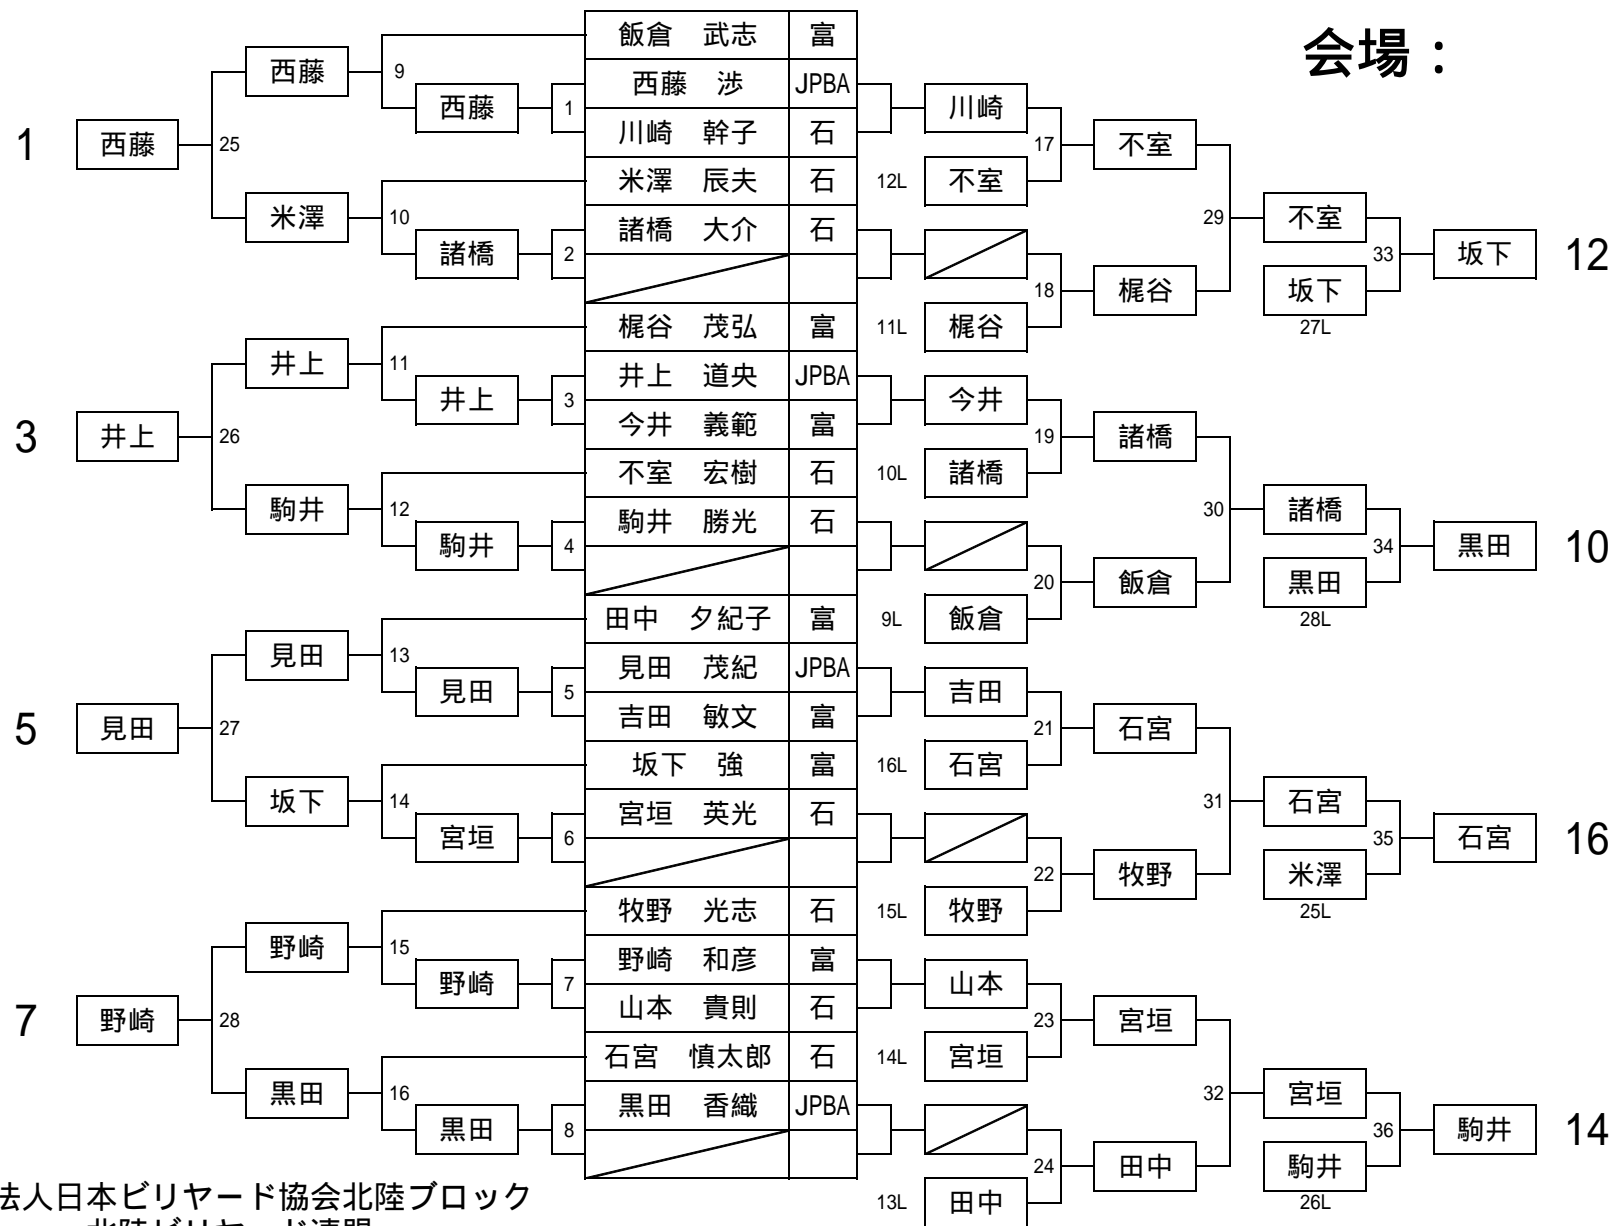 会場：
飯倉 武志 富
西藤 9
西藤 1 西藤 渉 JPBA 川崎
1 西藤 25 川崎 幹子 石 17 不室
米澤 辰夫 石 12L 不室
米澤 10 諸橋 大介 石 29 不室
諸橋 2 33 坂下 12
18 梶谷 坂下
梶谷 茂弘 富 11L 梶谷 27L
井上 11 井上 道央 JPBA
井上 3 今井
3 井上 26 今井 義範 富 19 諸橋
不室 宏樹 石 10L 諸橋
駒井 12 駒井 勝光 石 30 諸橋
駒井 4 34 黒田 10
20 飯倉 黒田
田中 夕紀子 富 9L 飯倉 28L
見田 13 見田 茂紀 JPBA
見田 5 吉田
5 見田 27 吉田 敏文 富 21 石宮
坂下 強 富 16L 石宮
坂下 14 宮垣 英光 石 31 石宮
宮垣 6 35 石宮 16
22 牧野 米澤
牧野 光志 石 15L 牧野 25L
野崎 15 野崎 和彦 富
野崎 7 山本
7 野崎 28 山本 貴則 石 23 宮垣
石宮 慎太郎 石 14L 宮垣
黒田 16 黒田 香織 JPBA 32 宮垣
黒田 8 36 駒井 14
24 田中 駒井
法人日本ビリヤード協会北陸ブロック 13L 田中 26L
北陸ビリヤード連盟